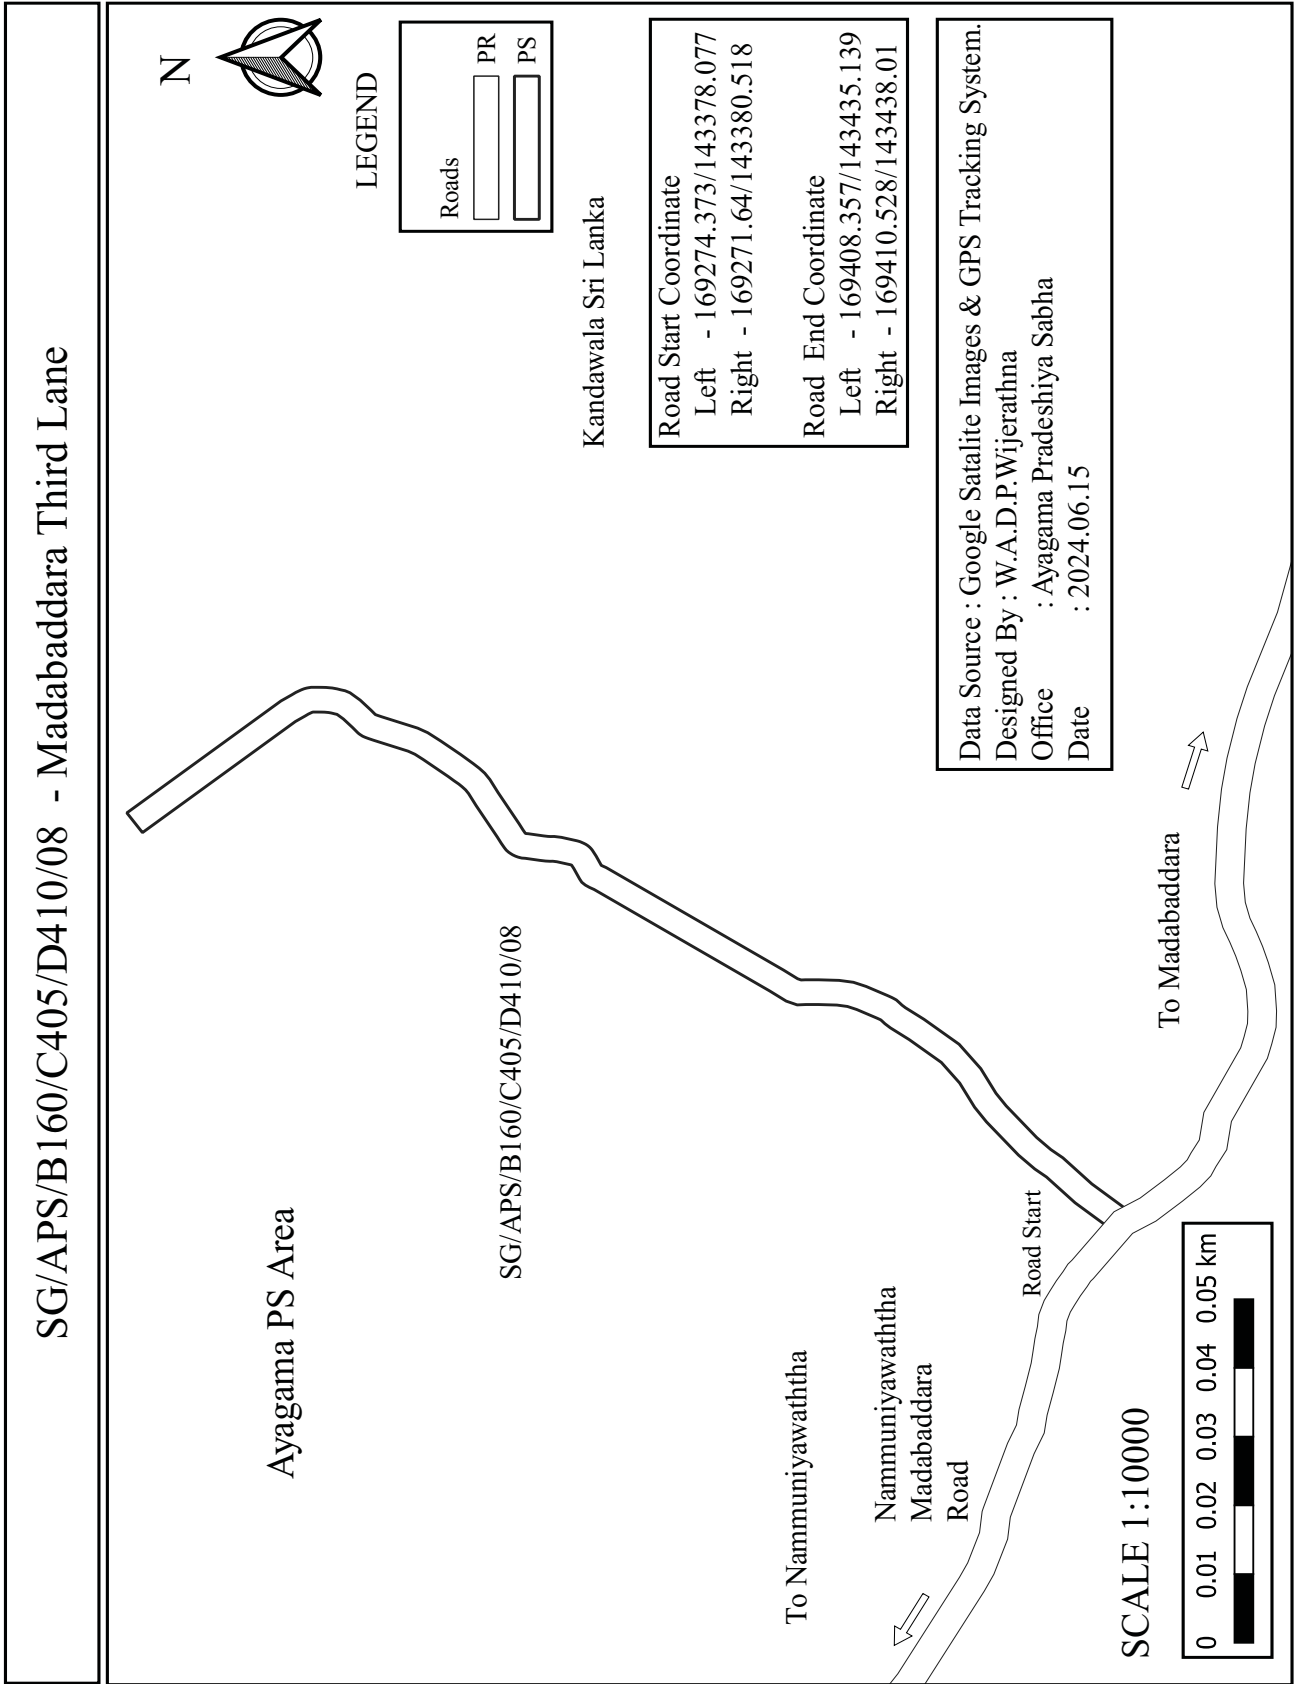 SG/APS/B160/C405/D410/08 - Madabaddara Third Lane
N
LEGEND
Roads
PR
PS
Ayagama PS Area
Kandawala Sri Lanka
SG/APS/B160/C405/D410/08
Road Start Coordinate
Left - 169274.373/143378.077
Right - 169271.64/143380.518
Road End Coordinate
Left - 169408.357/143435.139
Right - 169410.528/143438.01
To Nammuniyawaththa
Nammuniyawaththa
Madabaddara
Road
Road Start
To Madabaddara
Data Source : Google Satalite Images & GPS Tracking System.
Designed By : W.A.D.P.Wijerathna
Office : Ayagama Pradeshiya Sabha
Date : 2024.06.15
SCALE 1:10000
0 0.01 0.02 0.03 0.04 0.05 km